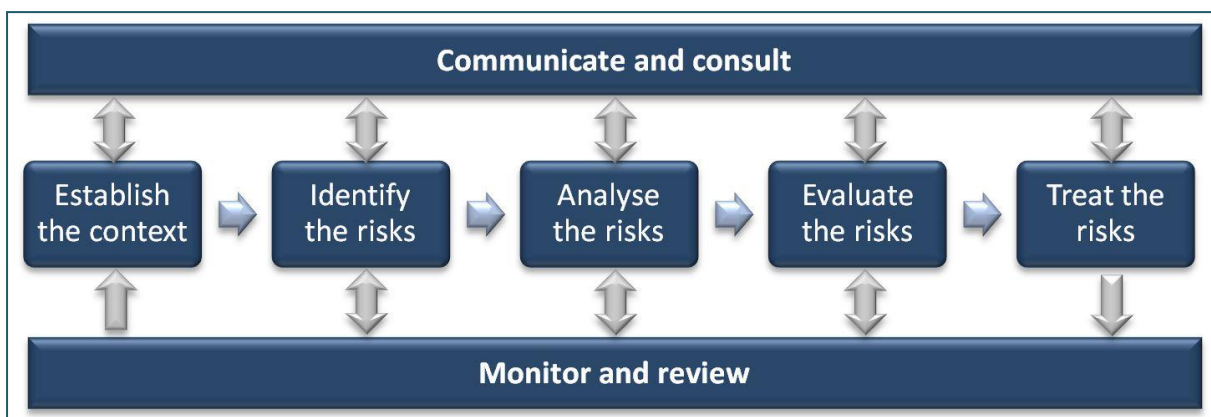 Communicate and consult
Establish
the context
Identify
the risks
Analyse
the risks
Evaluate
the risks
Treat the
risks
Monitor and review